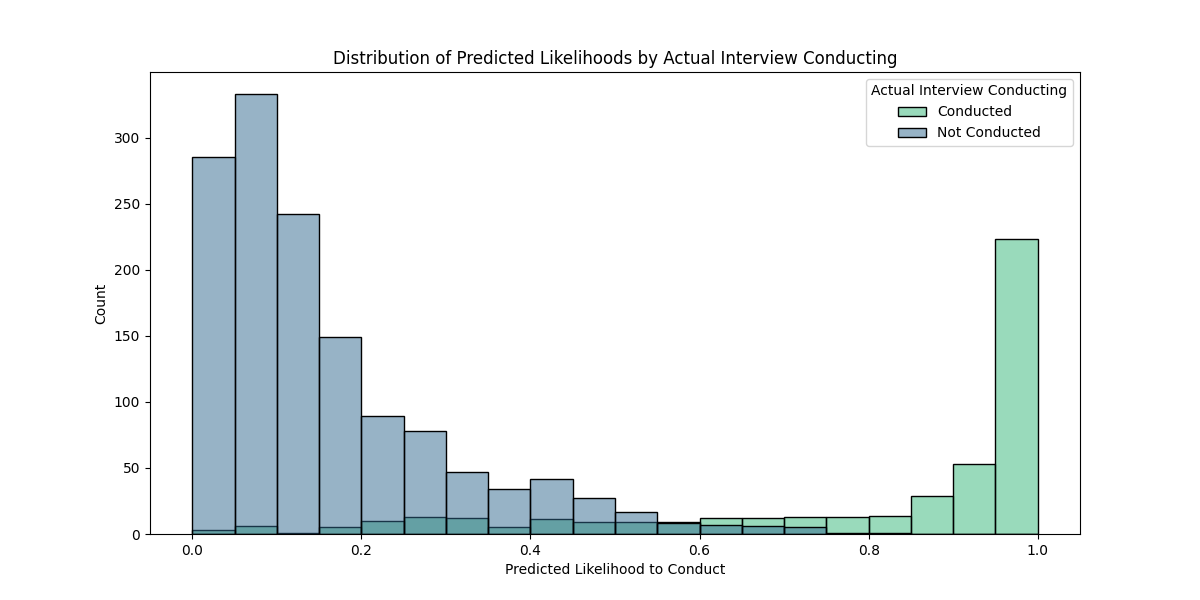 Distribution of Predicted Likelihoods by Actual Interview Conducting
Actual Interview Conducting
Conducted
Not Conducted
Count
300
250
200
150
100
50
0
0.0 0.2 0.4 0.6 0.8 1.0
Predicted Likelihood to Conduct